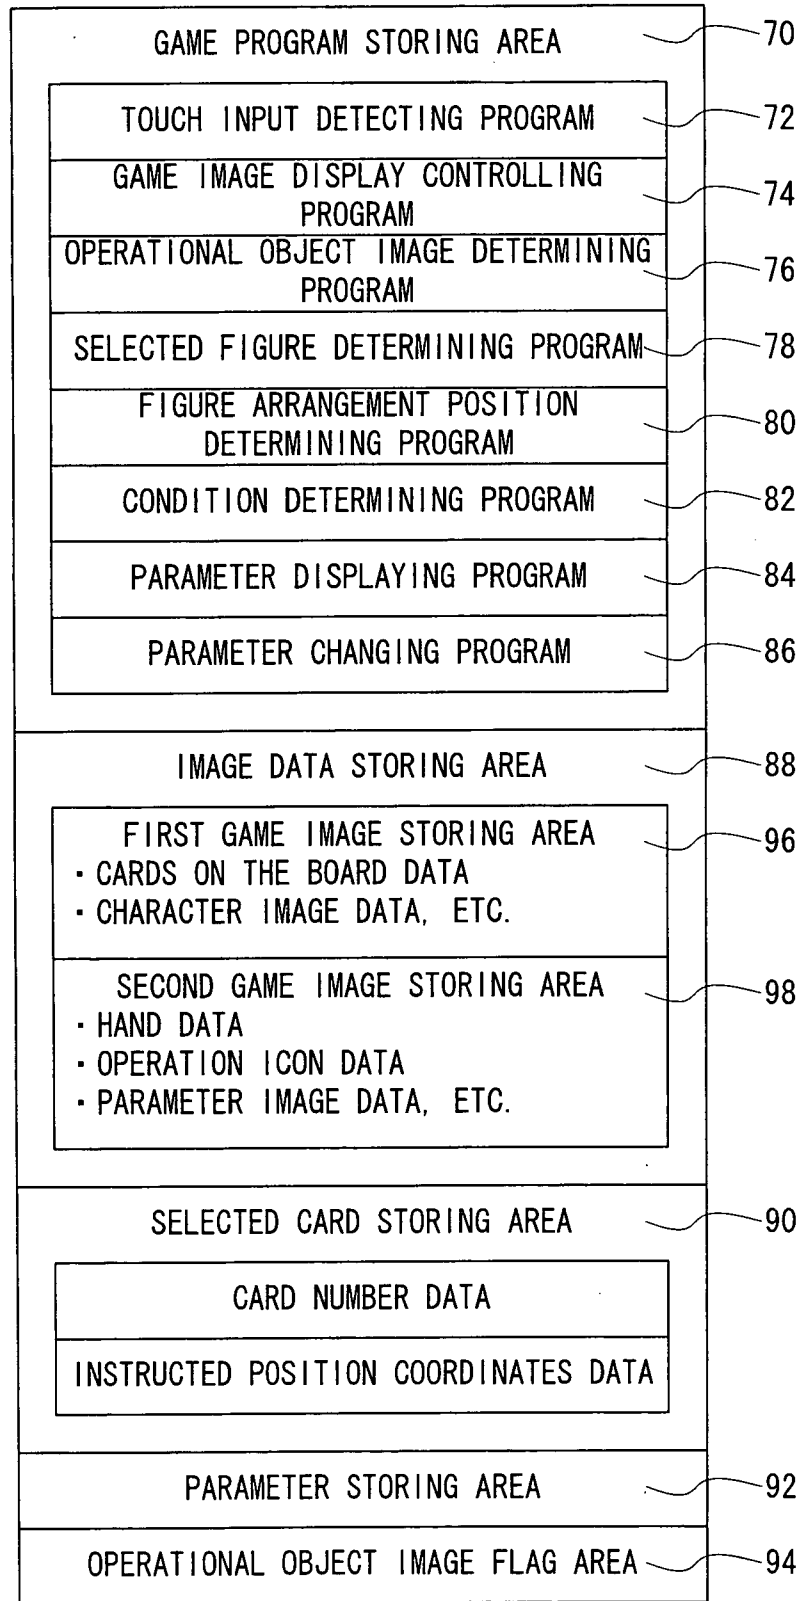 GAME PROGRAM STORING AREA 70
TOUCH INPUT DETECTING PROGRAM 72
GAME IMAGE DISPLAY CONTROLLING 74
PROGRAM
OPERATIONAL OBJECT IMAGE DETERMINING 76
PROGRAM
SELECTED FIGURE DETERMINING PROGRAM 78
FIGURE ARRANGEMENT POSITION 80
DETERMINING PROGRAM
CONDITION DETERMINING PROGRAM 82
PARAMETER DISPLAYING PROGRAM 84
PARAMETER CHANGING PROGRAM 86
IMAGE DATA STORING AREA 88
FIRST GAME IMAGE STORING AREA 96
・CARDS ON THE BOARD DATA
・CHARACTER IMAGE DATA, ETC.
SECOND GAME IMAGE STORING AREA 98
・HAND DATA
・OPERATION ICON DATA
・PARAMETER IMAGE DATA, ETC.
SELECTED CARD STORING AREA 90
CARD NUMBER DATA
INSTRUCTED POSITION COORDINATES DATA
PARAMETER STORING AREA 92
OPERATIONAL OBJECT IMAGE FLAG AREA 94